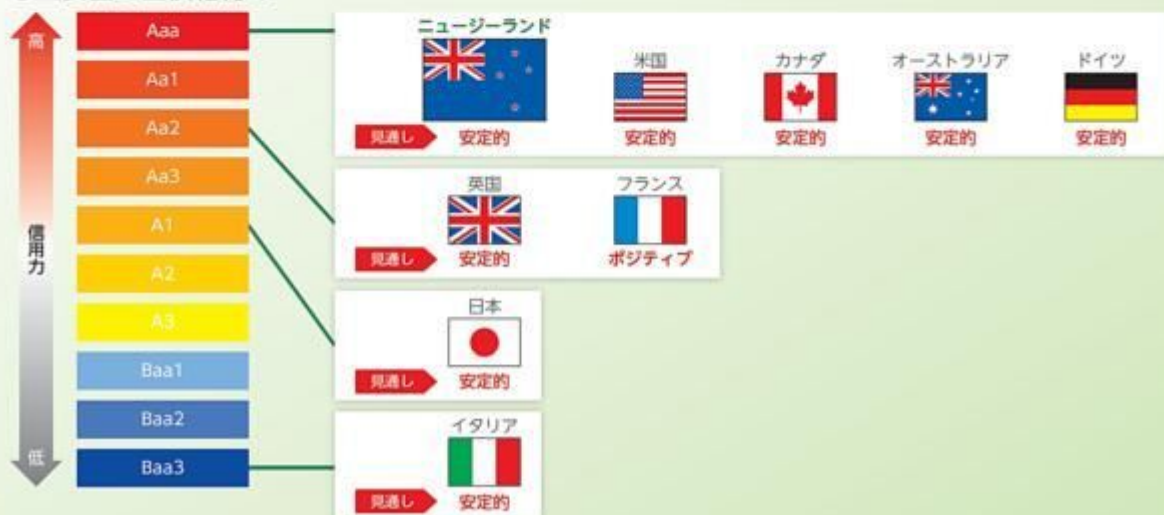 高
信用力
低
Aaa
Aa1
Aa2
Aa3
A1
A2
A3
Baa1
Baa2
Baa3
ニュージーランド
米国
カナダ
オーストラリア
ドイツ
見通し 安定的 安定的 安定的 安定的 安定的
英国 フランス
見通し 安定的 ポジティブ
日本
見通し 安定的
イタリア
見通し 安定的